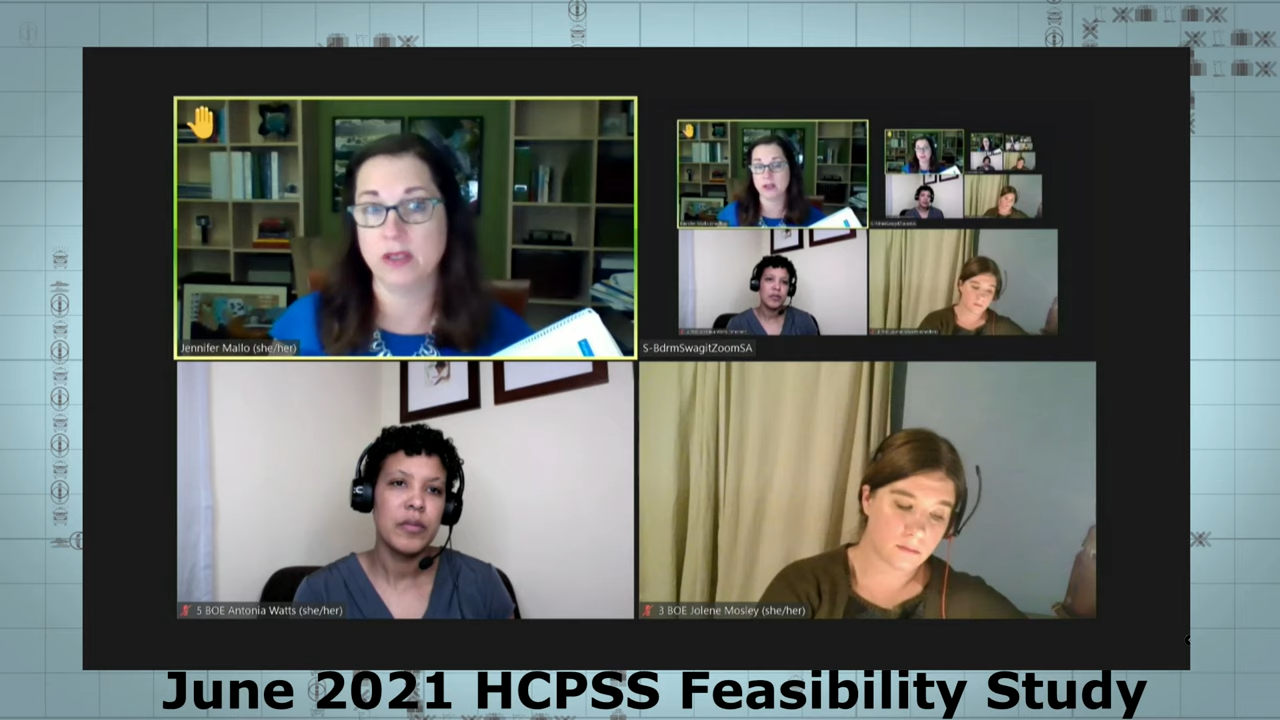 Jennifer Mallo (she/her)
S-BdrmSwagitZoomSA
5 BOE Antonia Watts (she/her)
3 BOE Jolene Mosley (she/her)
June 2021 HCPSS Feasibility Study